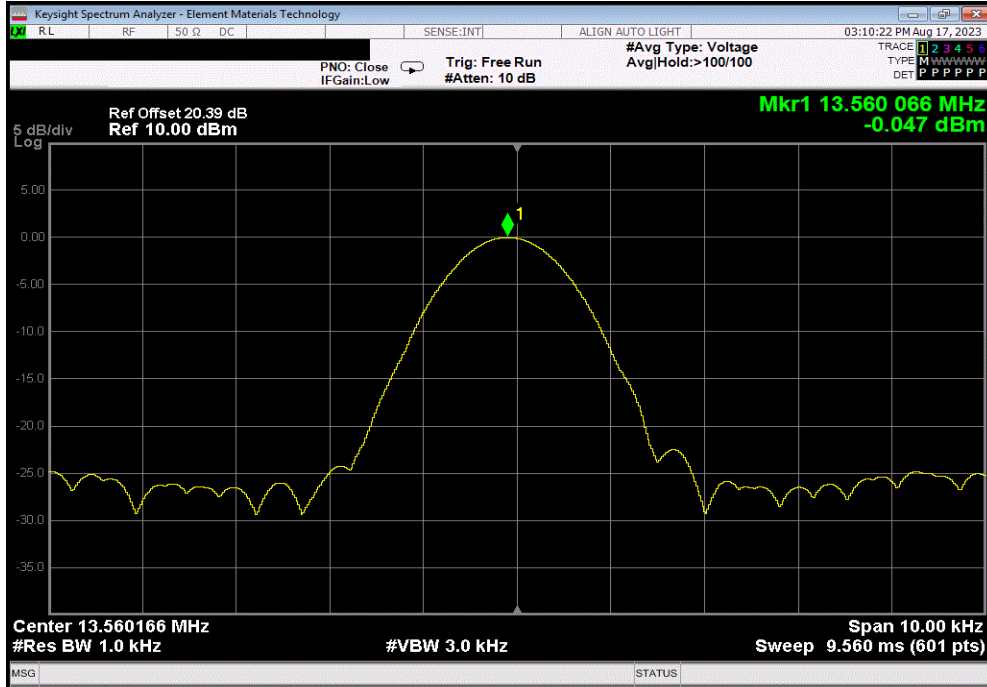 Keysight Spectrum Analyzer - Element Materials Technology
LXI RL RF 50 Ω DC SENSE:INT ALIGN AUTO LIGHT 03:10:22 PM Aug 17, 2023
#Avg Type: Voltage TRACE 1 2 3 4 5 6
PNO: Close Trig: Free Run Avg|Hold:>100/100 TYPE M W W W W W
IFGain:Low #Atten: 10 dB DET P P P P P P
Mkr1 13.560 066 MHz
Ref Offset 20.39 dB
5 dB/div Ref 10.00 dBm -0.047 dBm
Log
5.00
1
0.00
-5.00
-10.0
-15.0
-20.0
-25.0
-30.0
-35.0
Center 13.560166 MHz Span 10.00 kHz
#Res BW 1.0 kHz #VBW 3.0 kHz Sweep 9.560 ms (601 pts)
MSG STATUS